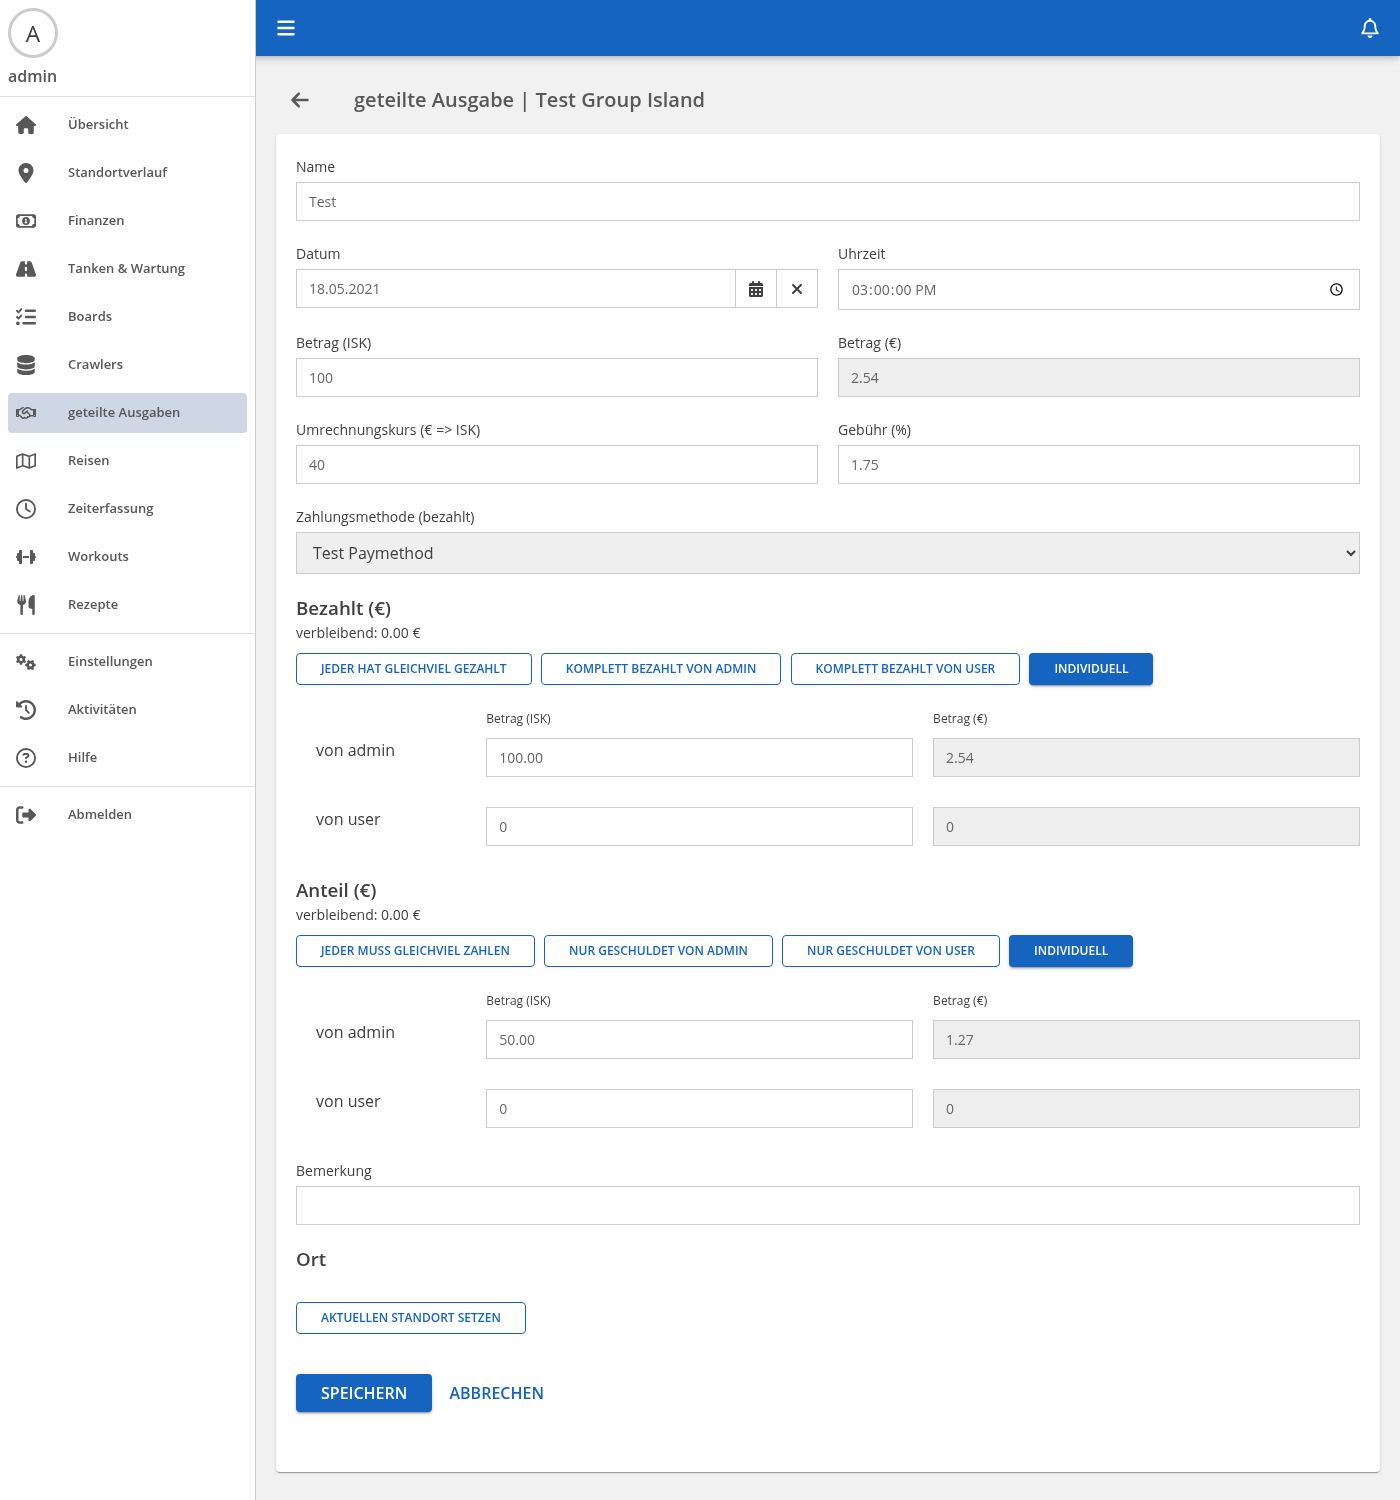 A
admin
Übersicht
Standortverlauf
Finanzen
Tanken & Wartung
Boards
Crawlers
geteilte Ausgaben
Reisen
Zeiterfassung
Workouts
Rezepte
Einstellungen
Aktivitäten
Hilfe
Abmelden
geteilte Ausgabe | Test Group Island
Name
Test
Datum
Uhrzeit
18.05.2021
03:00:00 PM
Betrag (ISK)
Betrag (€)
100
2.54
Umrechnungskurs (€ => ISK)
Gebühr (%)
40
1.75
Zahlungsmethode (bezahlt)
Test Paymethod
Bezahlt (€)
verbleibend: 0.00 €
JEDER HAT GLEICHVIEL GEZAHLT
KOMPLETT BEZAHLT VON ADMIN
KOMPLETT BEZAHLT VON USER
INDIVIDUELL
Betrag (ISK)
Betrag (€)
von admin
100.00
2.54
von user
0
0
Anteil (€)
verbleibend: 0.00 €
JEDER MUSS GLEICHVIEL ZAHLEN
NUR GESCHULDET VON ADMIN
NUR GESCHULDET VON USER
INDIVIDUELL
Betrag (ISK)
Betrag (€)
von admin
50.00
1.27
von user
0
0
Bemerkung
Ort
AKTUELLEN STANDORT SETZEN
SPEICHERN
ABBRECHEN